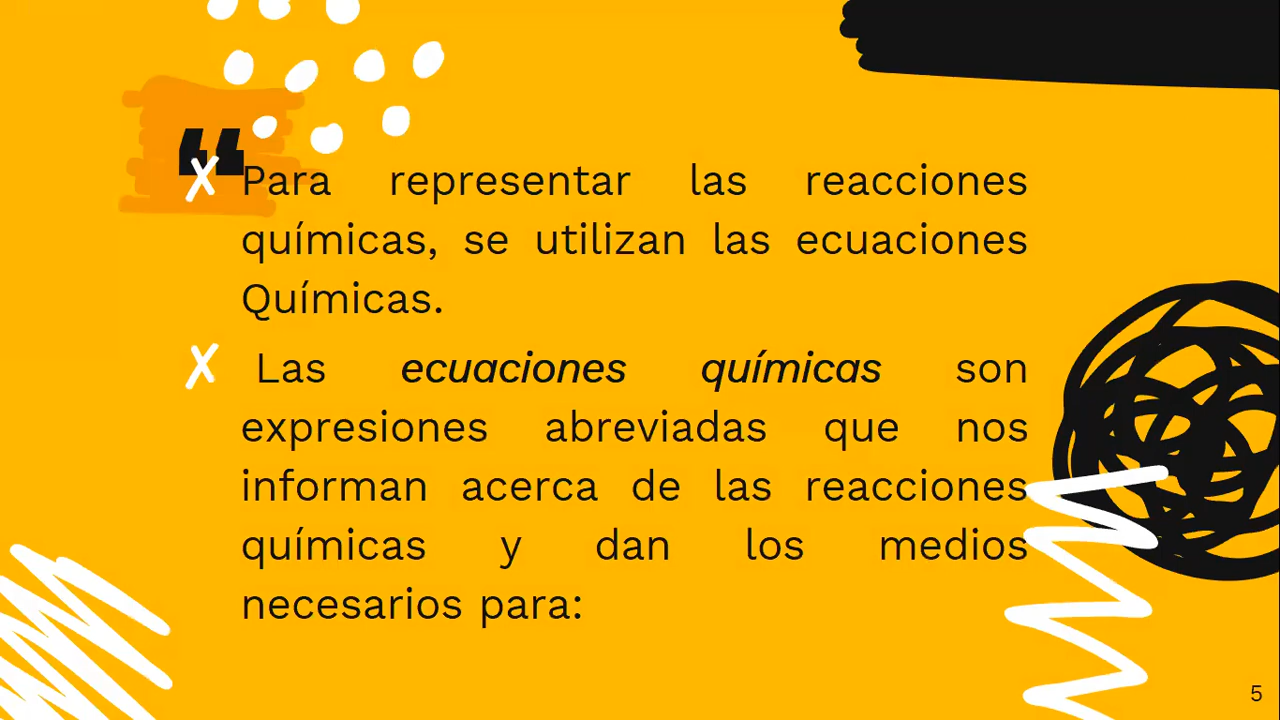 “
X Para representar las reacciones
químicas, se utilizan las ecuaciones
Químicas.
X Las ecuaciones químicas son
expresiones abreviadas que nos
informan acerca de las reacciones
químicas y dan los medios
necesarios para:
5